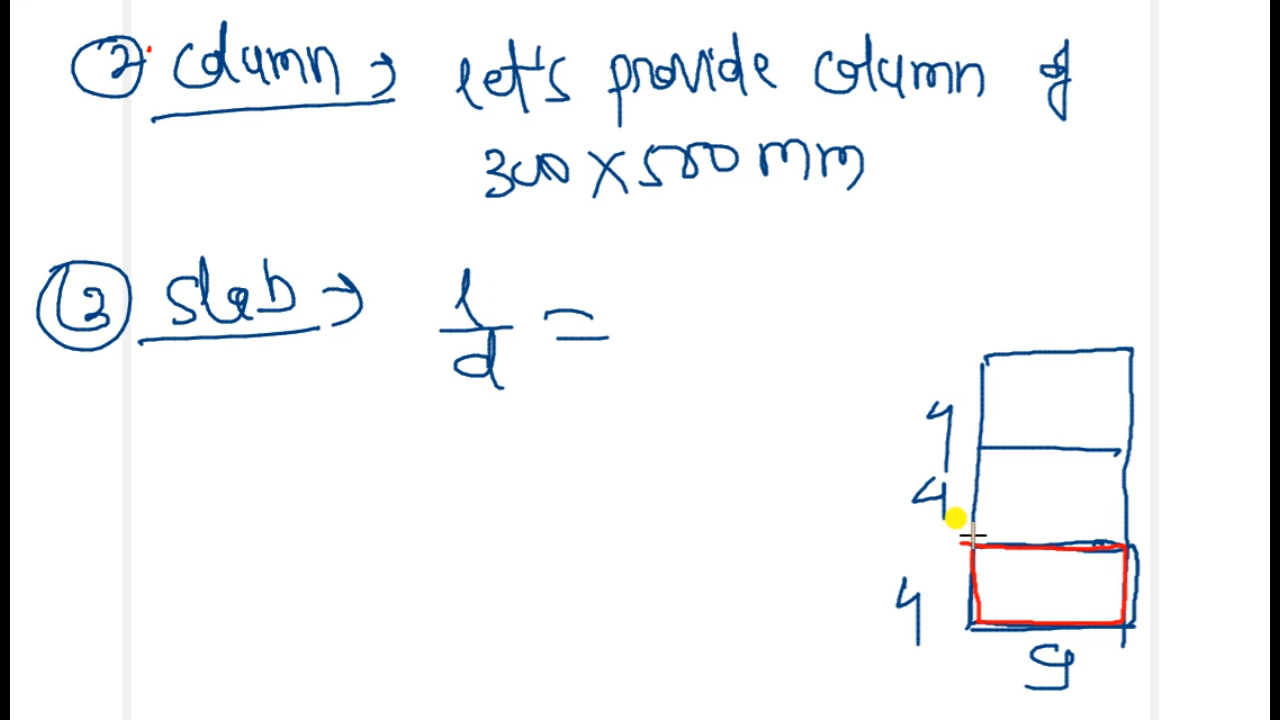 ② column → let's provide column of
300 X 500 mm
③ slab → l/d =
4
4
4
9